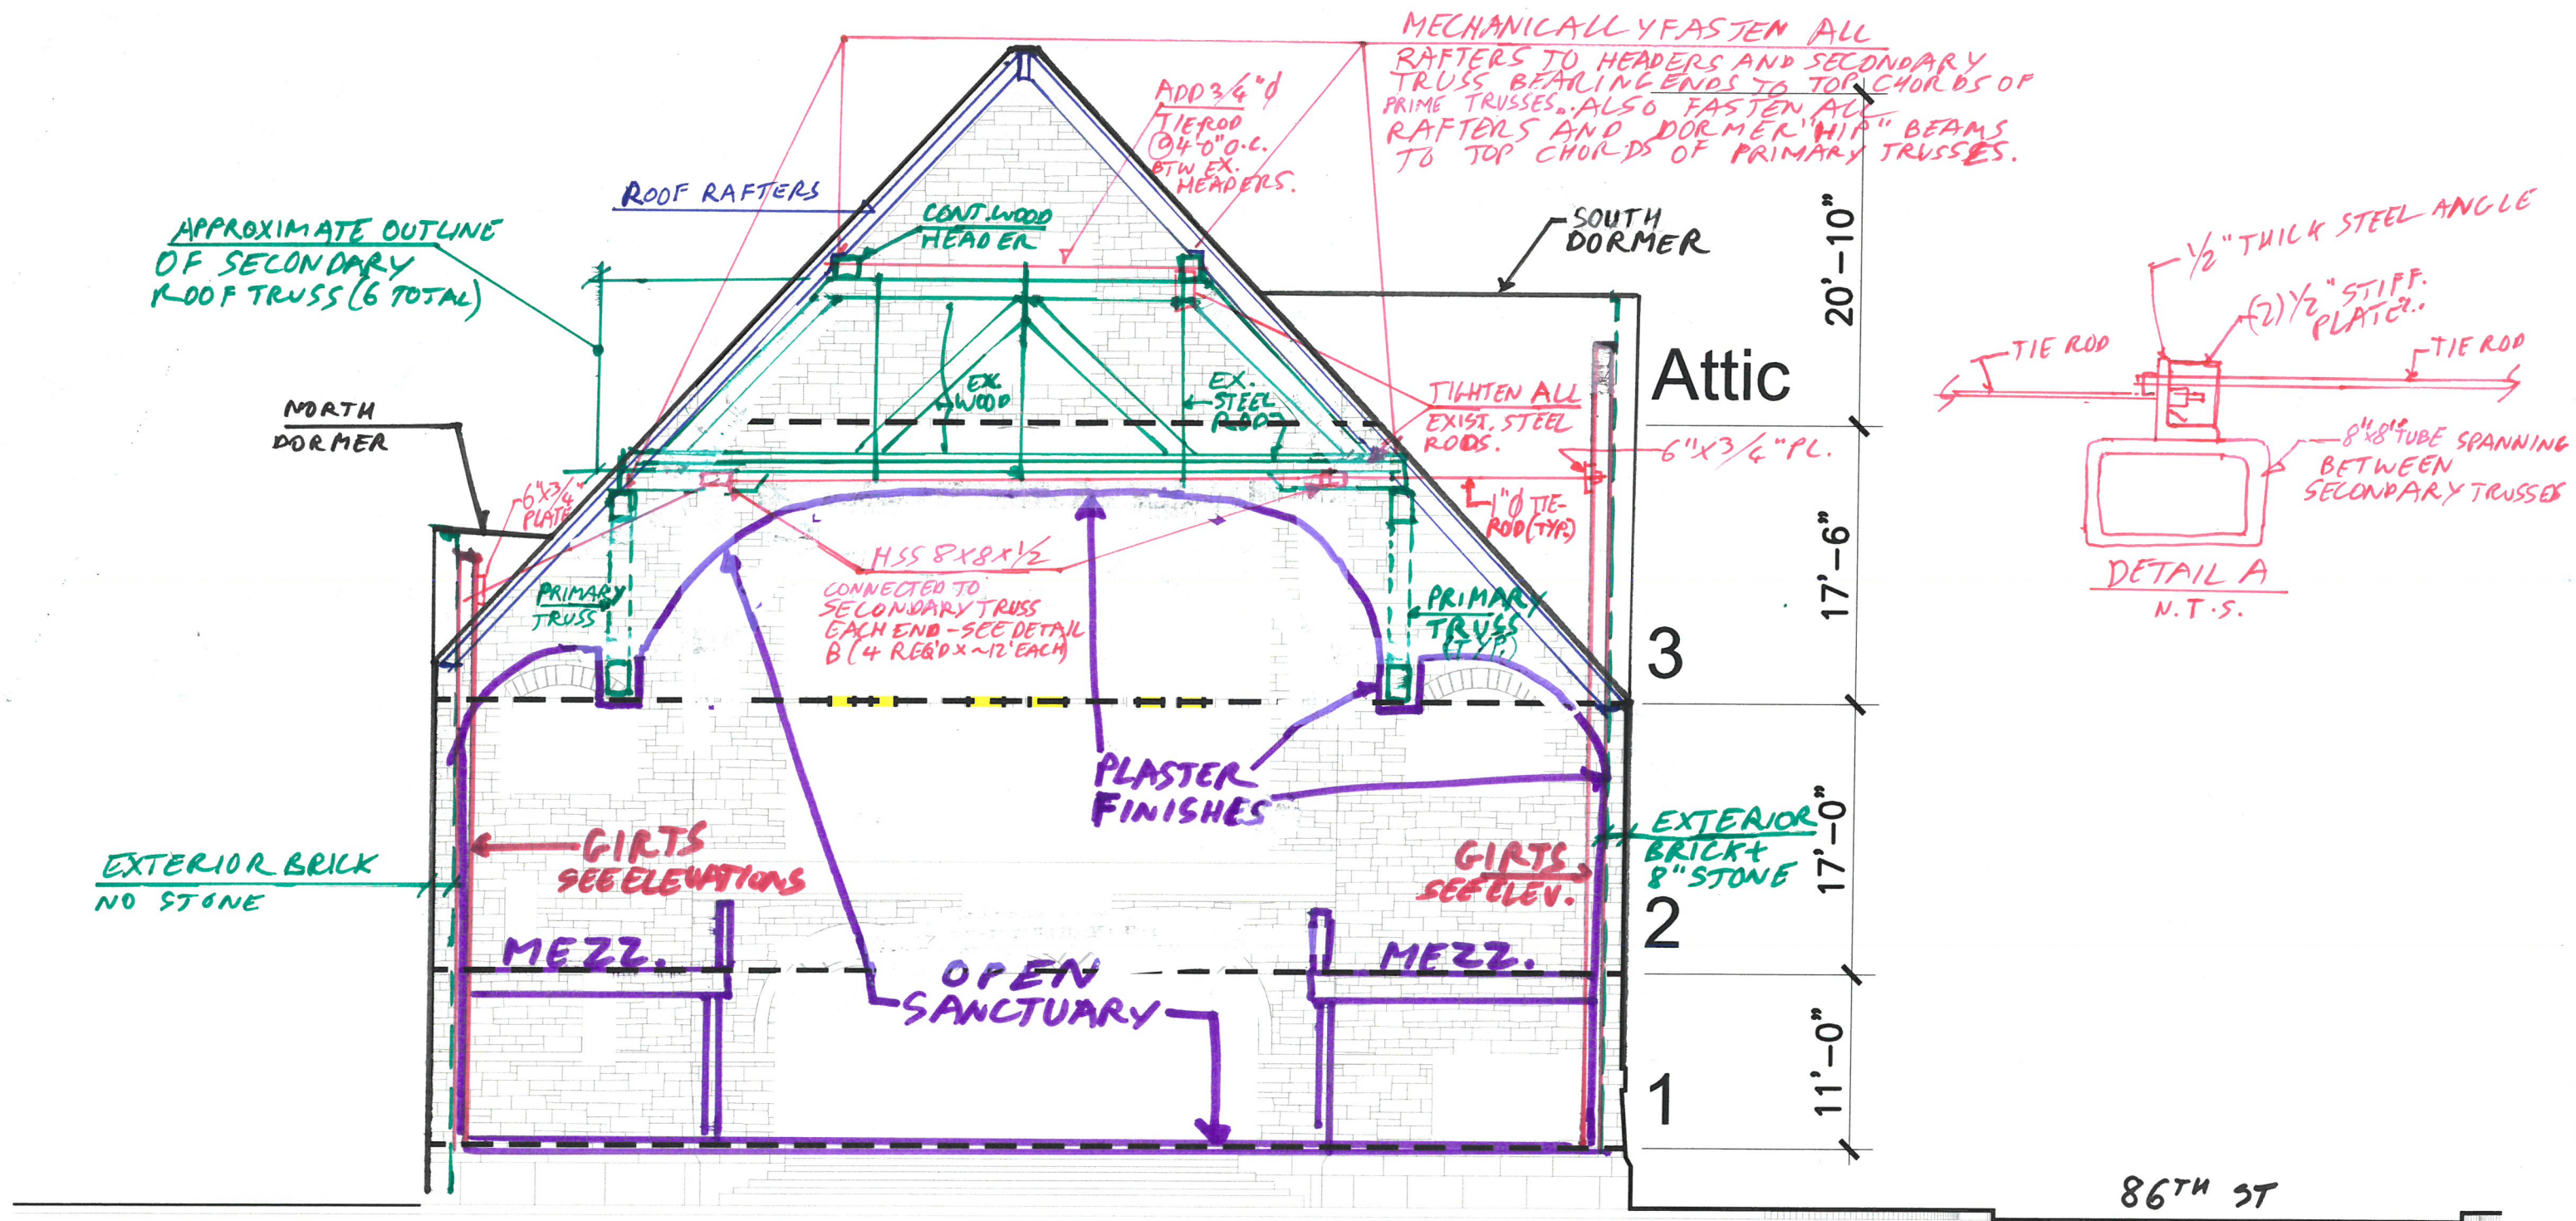 MECHANICALLY FASTEN ALL
RAFTERS TO HEADERS AND SECONDARY
TRUSS BEARING ENDS TO TOP CHORDS OF
PRIME TRUSSES. ALSO FASTEN ALL
RAFTERS AND DORMER "HIP" BEAMS
TO TOP CHORDS OF PRIMARY TRUSSES.
ADD 3/4"Ø
TIE ROD
@4'-0" O.C.
BTW EX.
HEADERS.
ROOF RAFTERS
CONT. WOOD
HEADER
APPROXIMATE OUTLINE
OF SECONDARY
ROOF TRUSS (6 TOTAL)
SOUTH
DORMER
20'-10"
1/2" THICK STEEL ANGLE
(2) 1/2" STIFF.
PLATE
TIE ROD
TIE ROD
8"x8" TUBE SPANNING
BETWEEN
SECONDARY TRUSSES
DETAIL A
N.T.S.
Attic
EX.
WOOD
EX.
STEEL
ROD
TIGHTEN ALL
EXIST. STEEL
RODS.
6"x3/4" PL.
NORTH
DORMER
6"x3/4"
PLATE
1"Ø TIE-
ROD (TYP.)
17'-6"
HSS 8x8x1/2
CONNECTED TO
SECONDARY TRUSS
EACH END - SEE DETAIL
B (4 REQ'D x ~12' EACH)
PRIMARY
TRUSS
PRIMARY
TRUSS
(TYP.)
3
PLASTER
FINISHES
17'-0"
EXTERIOR BRICK
NO STONE
GIRTS
SEE ELEVATIONS
GIRTS
SEE ELEV.
EXTERIOR
BRICK +
8" STONE
2
MEZZ.
OPEN
SANCTUARY
MEZZ.
11'-0"
1
86TH ST